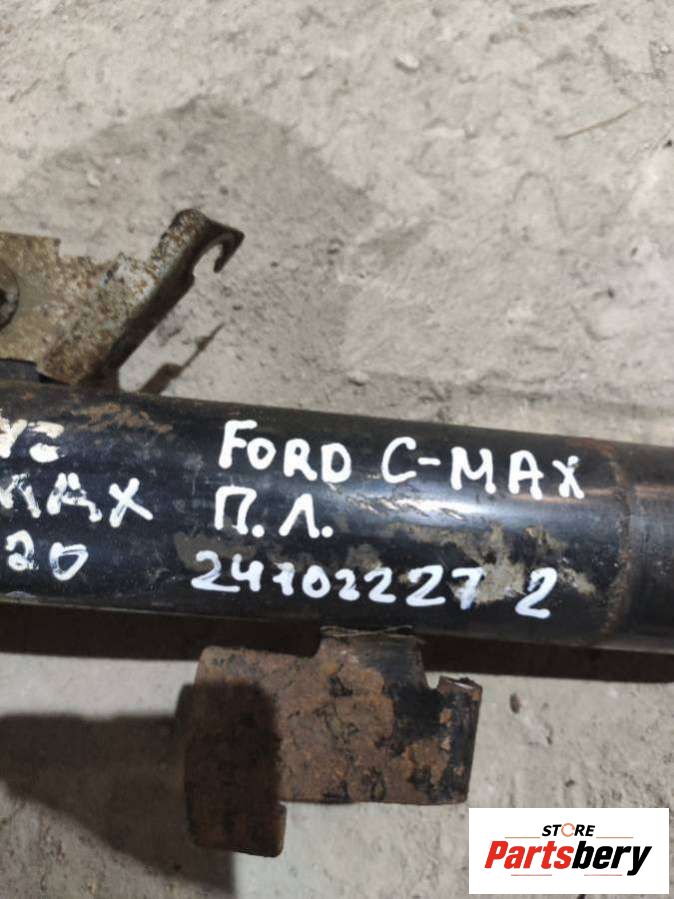 FORD C-MAX
MAX П.Л.
20 24102227 2
STORE
Partsbery